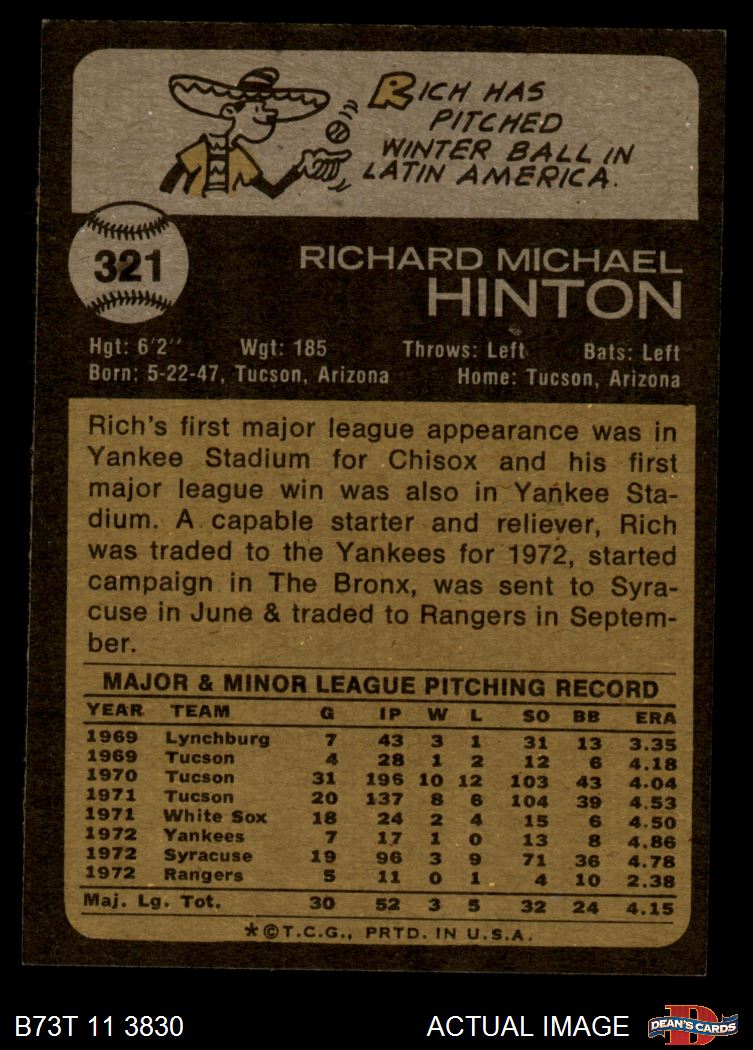 RICH HAS
PITCHED
WINTER BALL IN
LATIN AMERICA.
321
RICHARD MICHAEL
HINTON
Hgt: 6'2" Wgt: 185 Throws: Left Bats: Left
Born: 5-22-47, Tucson, Arizona Home: Tucson, Arizona
Rich's first major league appearance was in
Yankee Stadium for Chisox and his first
major league win was also in Yankee Sta-
dium. A capable starter and reliever, Rich
was traded to the Yankees for 1972, started
campaign in The Bronx, was sent to Syra-
cuse in June & traded to Rangers in Septem-
ber.
MAJOR & MINOR LEAGUE PITCHING RECORD
YEAR TEAM G IP W L SO BB ERA
1969 Lynchburg 7 43 3 1 31 13 3.35
1969 Tucson 4 28 1 2 12 6 4.18
1970 Tucson 31 196 10 12 103 43 4.04
1971 Tucson 20 137 8 6 104 39 4.53
1971 White Sox 18 24 2 4 15 6 4.50
1972 Yankees 7 17 1 0 13 8 4.86
1972 Syracuse 19 96 3 9 71 36 4.78
1972 Rangers 5 11 0 1 4 10 2.38
Maj. Lg. Tot. 30 52 3 5 32 24 4.15
*©T.C.G., PRTD. IN U.S.A.
B73T 11 3830 ACTUAL IMAGE D DEAN'S CARDS